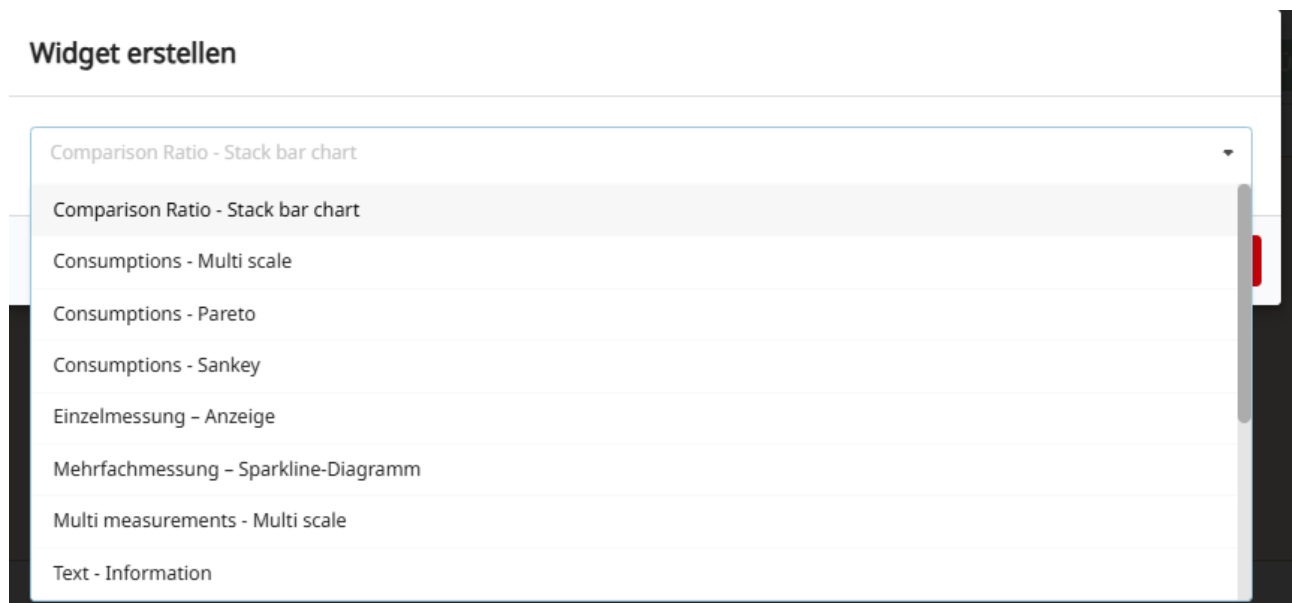 Widget erstellen
Comparison Ratio - Stack bar chart
Comparison Ratio - Stack bar chart
Consumptions - Multi scale
Consumptions - Pareto
Consumptions - Sankey
Einzelmessung – Anzeige
Mehrfachmessung – Sparkline-Diagramm
Multi measurements - Multi scale
Text - Information